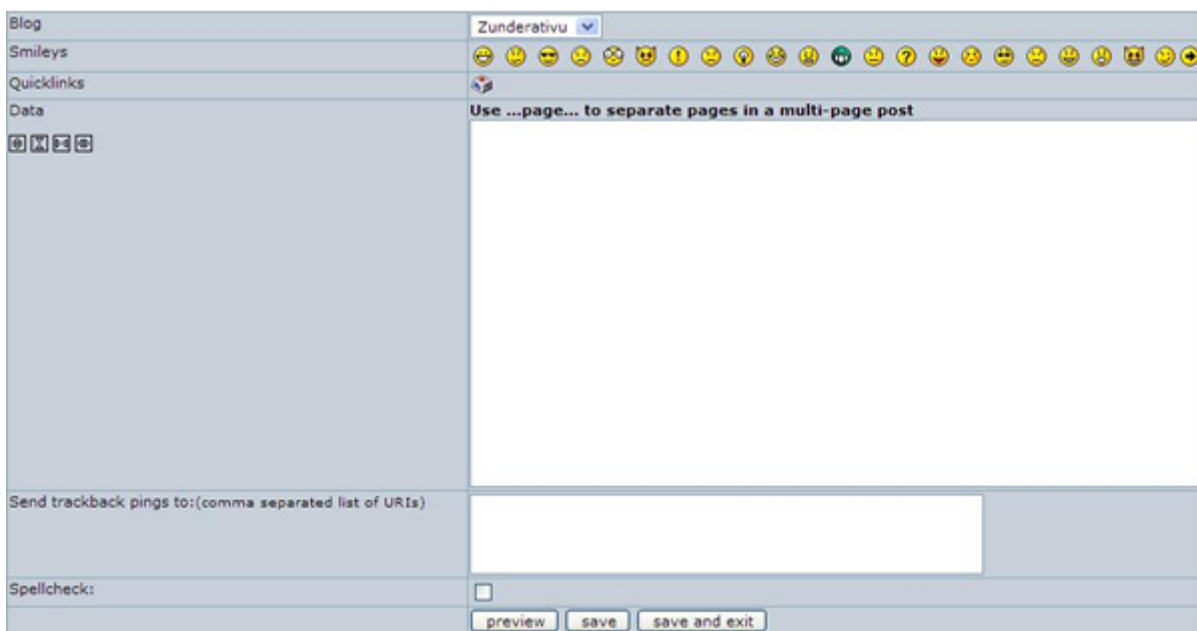 Blog
Zunderativu
Smileys
Quicklinks
Data
Use ...page... to separate pages in a multi-page post
Send trackback pings to:(comma separated list of URIs)
Spellcheck:
preview save save and exit